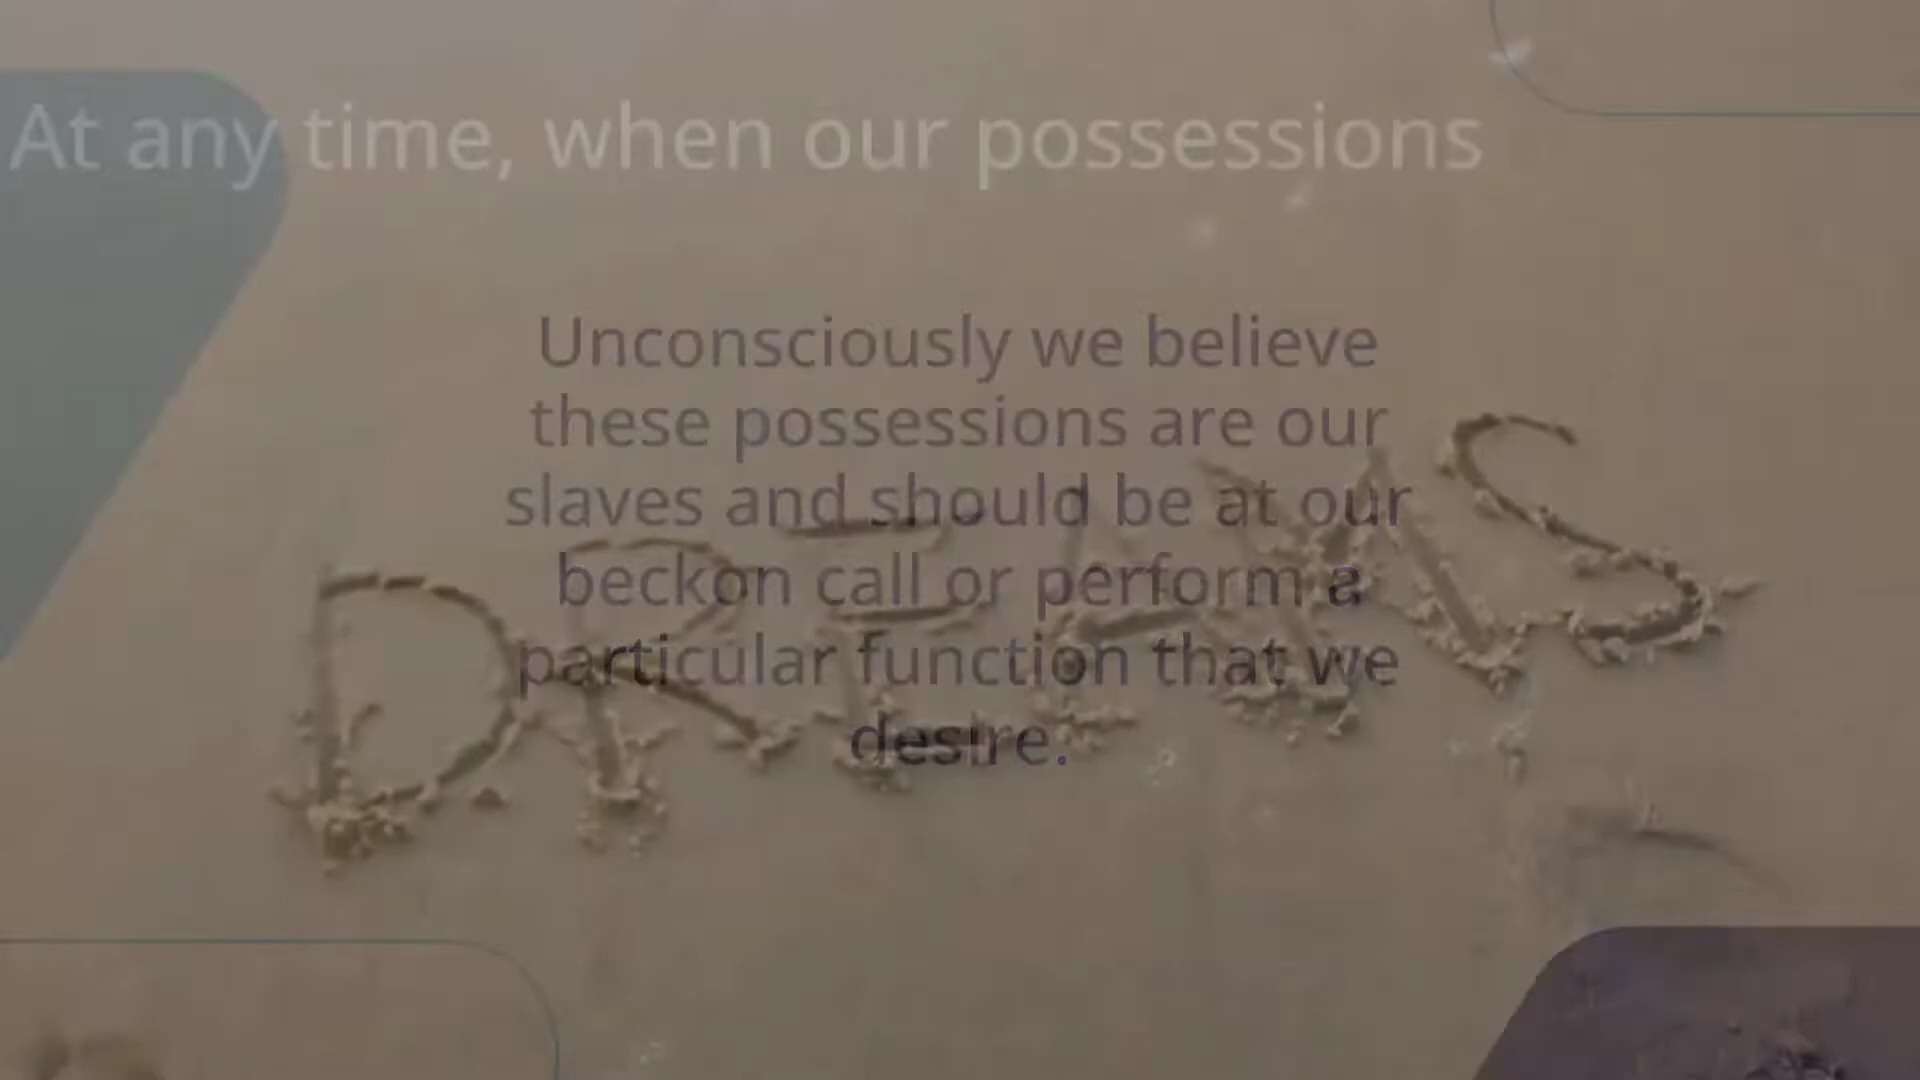 At any time, when our possessions
Unconsciously we believe
these possessions are our
slaves and should be at our
beckon call or perform a
particular function that we
desire.
DREAMS